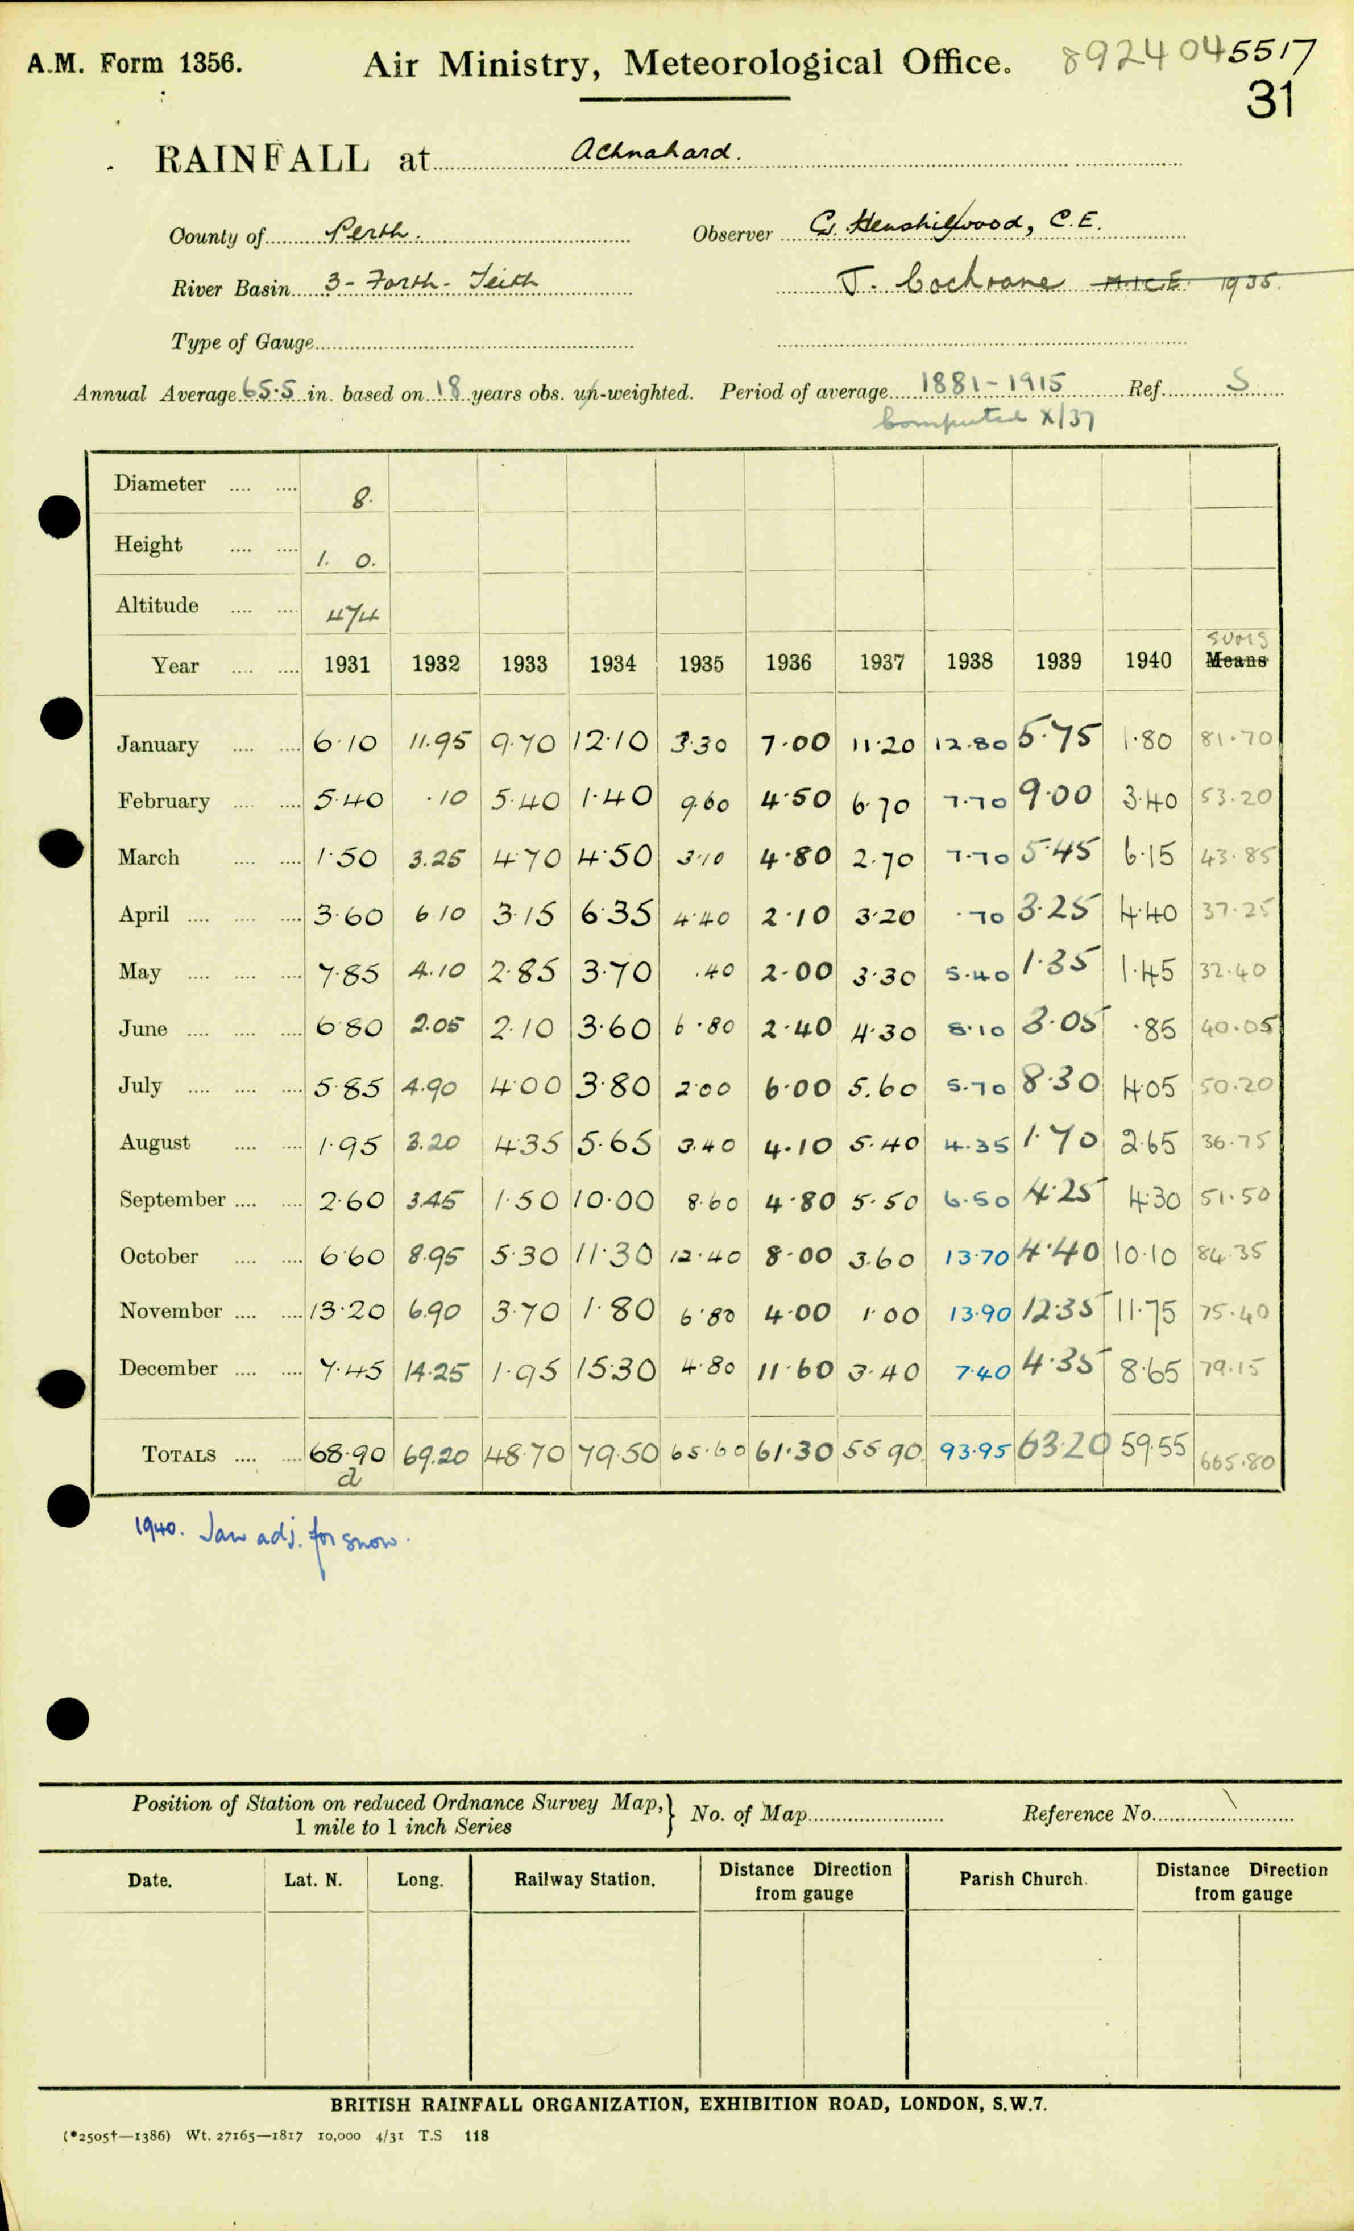 A.M. Form 1356. Air Ministry, Meteorological Office. 8924045517
31
RAINFALL at Achnahard.
County of Perth. Observer G. Henshilwood, C.E.
River Basin 3 - Forth - Teith J. Cochrane M.I.C.E. 1935.
Type of Gauge
Annual Average 65.5 in. based on 18 years obs. un-weighted. Period of average 1881-1915 Ref. S
Computed X/37
Diameter 8.
Height 1. 0.
Altitude 474
SUMS
Year 1931 1932 1933 1934 1935 1936 1937 1938 1939 1940 Means
January 6.10 11.95 9.70 12.10 3.30 7.00 11.20 12.80 5.75 1.80 81.70
February 5.40 .10 5.40 1.40 9.60 4.50 6.70 7.70 9.00 3.40 53.20
March 1.50 3.25 4.70 4.50 3.10 4.80 2.70 7.70 5.45 6.15 43.85
April 3.60 6.10 3.15 6.35 4.40 2.10 3.20 .70 3.25 4.40 37.25
May 7.85 4.10 2.85 3.70 .40 2.00 3.30 5.40 1.35 1.45 32.40
June 6.80 2.05 2.10 3.60 6.80 2.40 4.30 8.10 3.05 .85 40.05
July 5.85 4.90 4.00 3.80 2.00 6.00 5.60 5.70 8.30 4.05 50.20
August 1.95 3.20 4.35 5.65 3.40 4.10 5.40 4.35 1.70 2.65 36.75
September 2.60 3.45 1.50 10.00 8.60 4.80 5.50 6.50 4.25 4.30 51.50
October 6.60 8.95 5.30 11.30 12.40 8.00 3.60 13.70 4.40 10.10 84.35
November 13.20 6.90 3.70 1.80 6.80 4.00 1.00 13.90 12.35 11.75 75.40
December 7.45 14.25 1.95 15.30 4.80 11.60 3.40 7.40 4.35 8.65 79.15
TOTALS 68.90 69.20 48.70 79.50 65.60 61.30 55.90 93.95 63.20 59.55 665.80
d
1940. Jan adj. for snow.
Position of Station on reduced Ordnance Survey Map, } No. of Map Reference No.
1 mile to 1 inch Series
Date. Lat. N. Long. Railway Station. Distance Direction from gauge Parish Church. Distance Direction from gauge
BRITISH RAINFALL ORGANIZATION, EXHIBITION ROAD, LONDON, S.W.7.
(*2505†—1386) Wt. 27165—1817 10,000 4/31 T.S 118